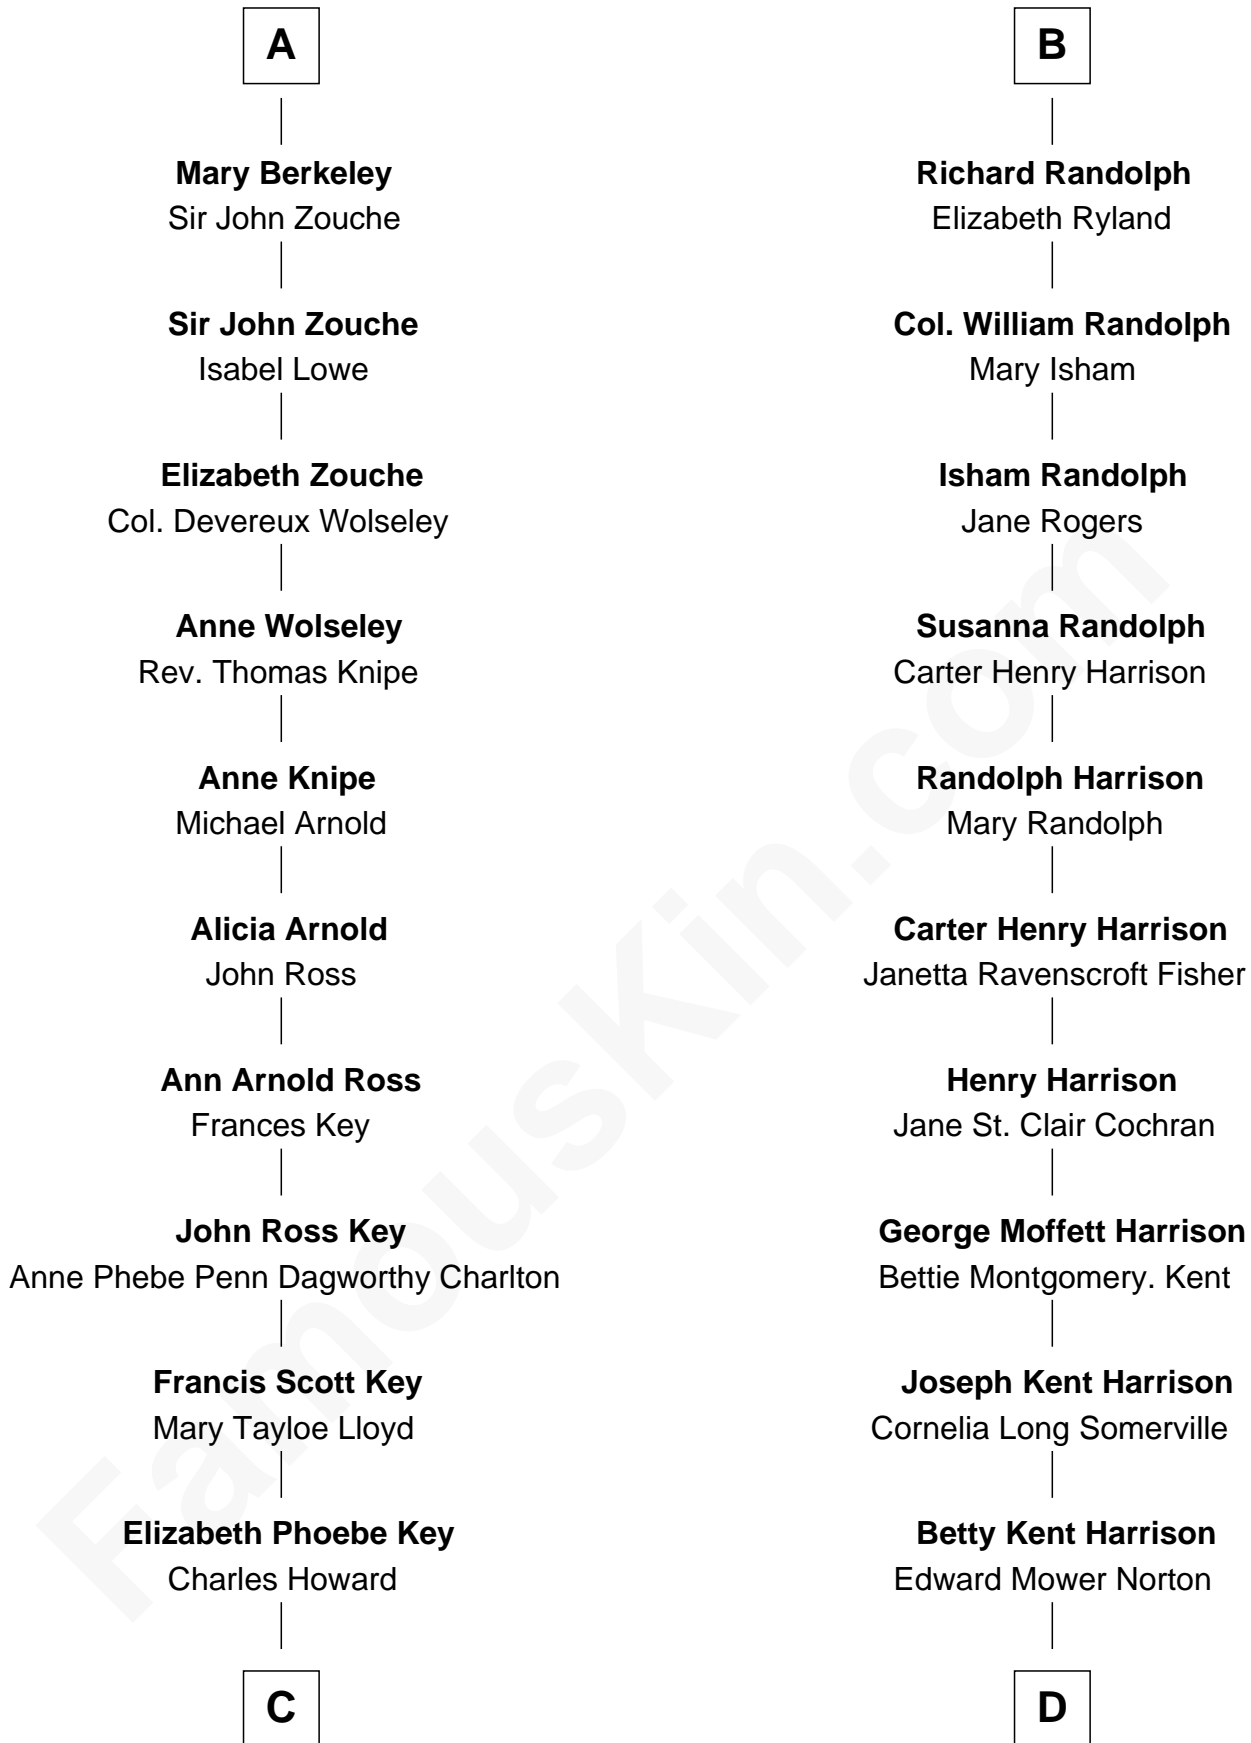 A
Mary Berkeley
Sir John Zouche
Sir John Zouche
Isabel Lowe
Elizabeth Zouche
Col. Devereux Wolseley
Anne Wolseley
Rev. Thomas Knipe
Anne Knipe
Michael Arnold
Alicia Arnold
John Ross
Ann Arnold Ross
Frances Key
John Ross Key
Anne Phebe Penn Dagworthy Charlton
Francis Scott Key
Mary Tayloe Lloyd
Elizabeth Phoebe Key
Charles Howard
C
B
Richard Randolph
Elizabeth Ryland
Col. William Randolph
Mary Isham
Isham Randolph
Jane Rogers
Susanna Randolph
Carter Henry Harrison
Randolph Harrison
Mary Randolph
Carter Henry Harrison
Janetta Ravenscroft Fisher
Henry Harrison
Jane St. Clair Cochran
George Moffett Harrison
Bettie Montgomery. Kent
Joseph Kent Harrison
Cornelia Long Somerville
Betty Kent Harrison
Edward Mower Norton
D
FamousKin.com